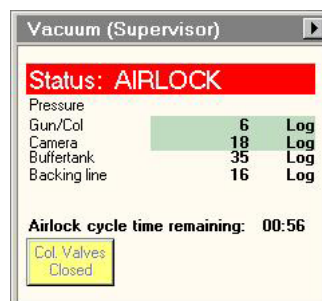 Vacuum (Supervisor)
Status: AIRLOCK
Pressure
Gun/Col 6 Log
Camera 18 Log
Buffertank 35 Log
Backing line 16 Log
Airlock cycle time remaining: 00:56
Col. Valves
Closed